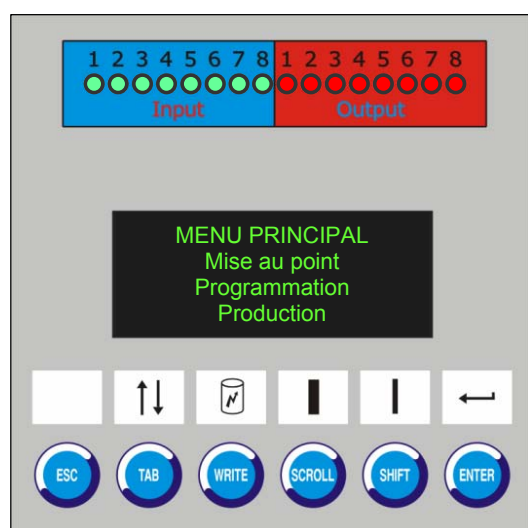 1 2 3 4 5 6 7 8 1 2 3 4 5 6 7 8
Input Output
MENU PRINCIPAL
Mise au point
Programmation
Production
ESC TAB WRITE SCROLL SHIFT ENTER